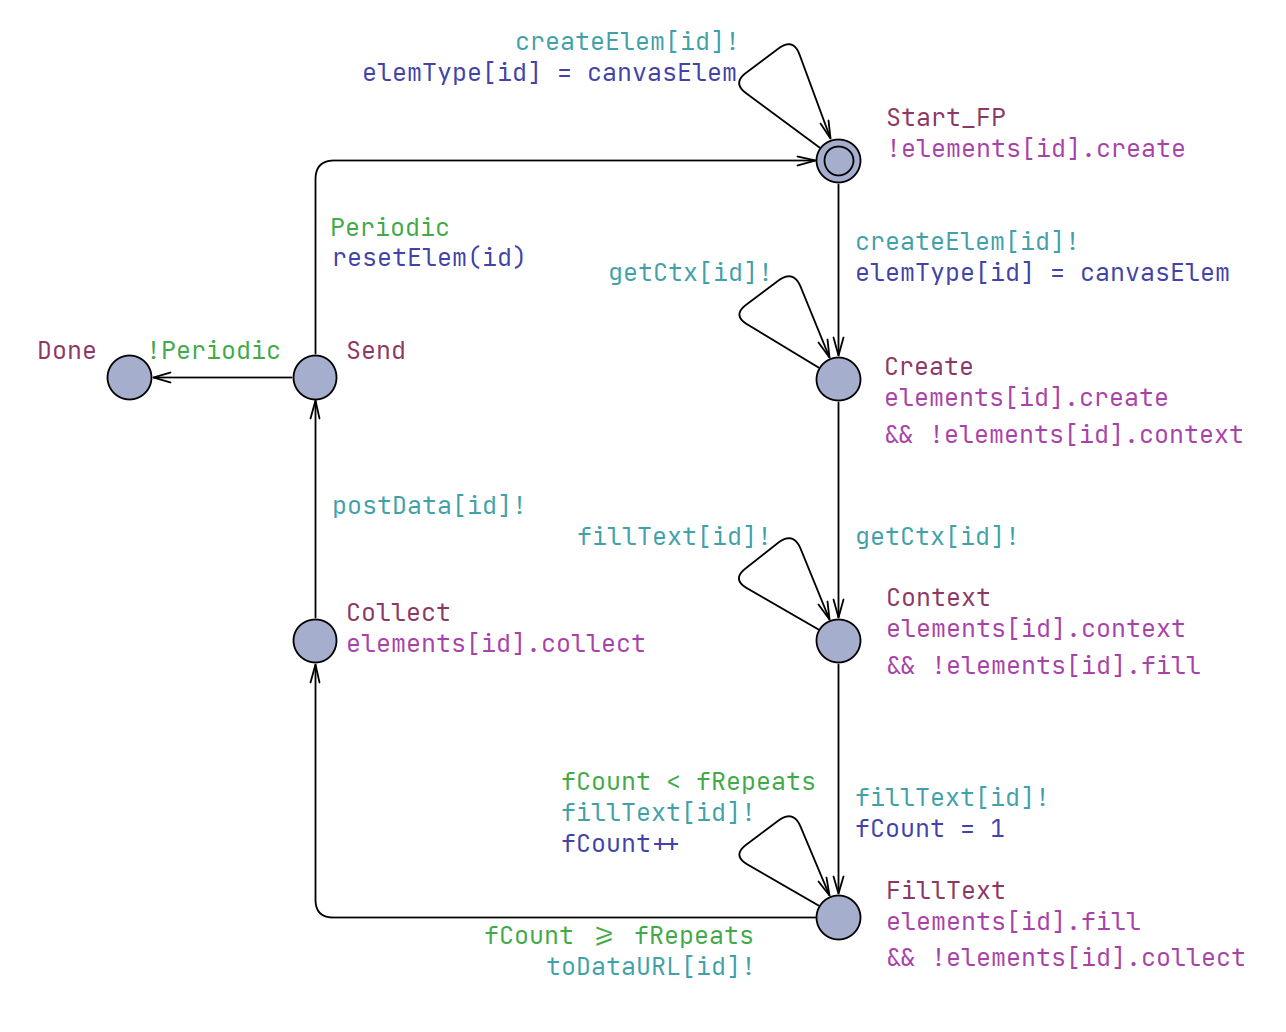 createElem[id]!
elemType[id] = canvasElem
Start_FP
!elements[id].create
Periodic
resetElem(id)
createElem[id]!
elemType[id] = canvasElem
getCtx[id]!
Done
!Periodic
Send
Create
elements[id].create
&& !elements[id].context
postData[id]!
fillText[id]!
getCtx[id]!
Collect
elements[id].collect
Context
elements[id].context
&& !elements[id].fill
fCount < fRepeats
fillText[id]!
fCount++
fillText[id]!
fCount = 1
FillText
elements[id].fill
&& !elements[id].collect
fCount ⩾ fRepeats
toDataURL[id]!